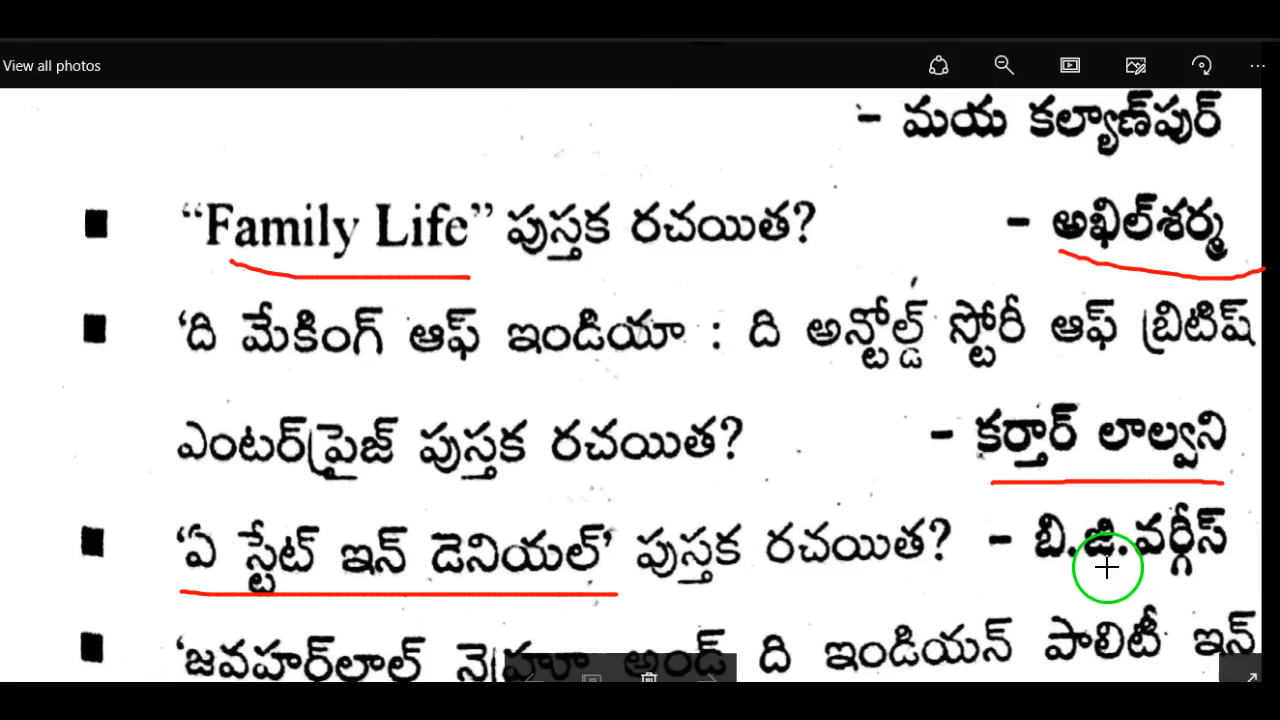 View all photos
– మయ కల్యాణ్‌పుర్
■ “Family Life” పుస్తక రచయిత? – అఖిల్‌శర్మ
■ ‘ది మేకింగ్ ఆఫ్ ఇండియా : ది అన్టోల్డ్ స్టోరీ ఆఫ్ బ్రిటిష్
ఎంటర్‌ప్రైజ్ పుస్తక రచయిత? – కర్తార్ లాల్వని
■ ‘ఏ స్టేట్ ఇన్ డెనియల్’ పుస్తక రచయిత? – బి.జి.వర్గీస్
■ ‘జవహర్‌లాల్ నెహ్రూ అండ్ ది ఇండియన్ పాలిటీ ఇన్